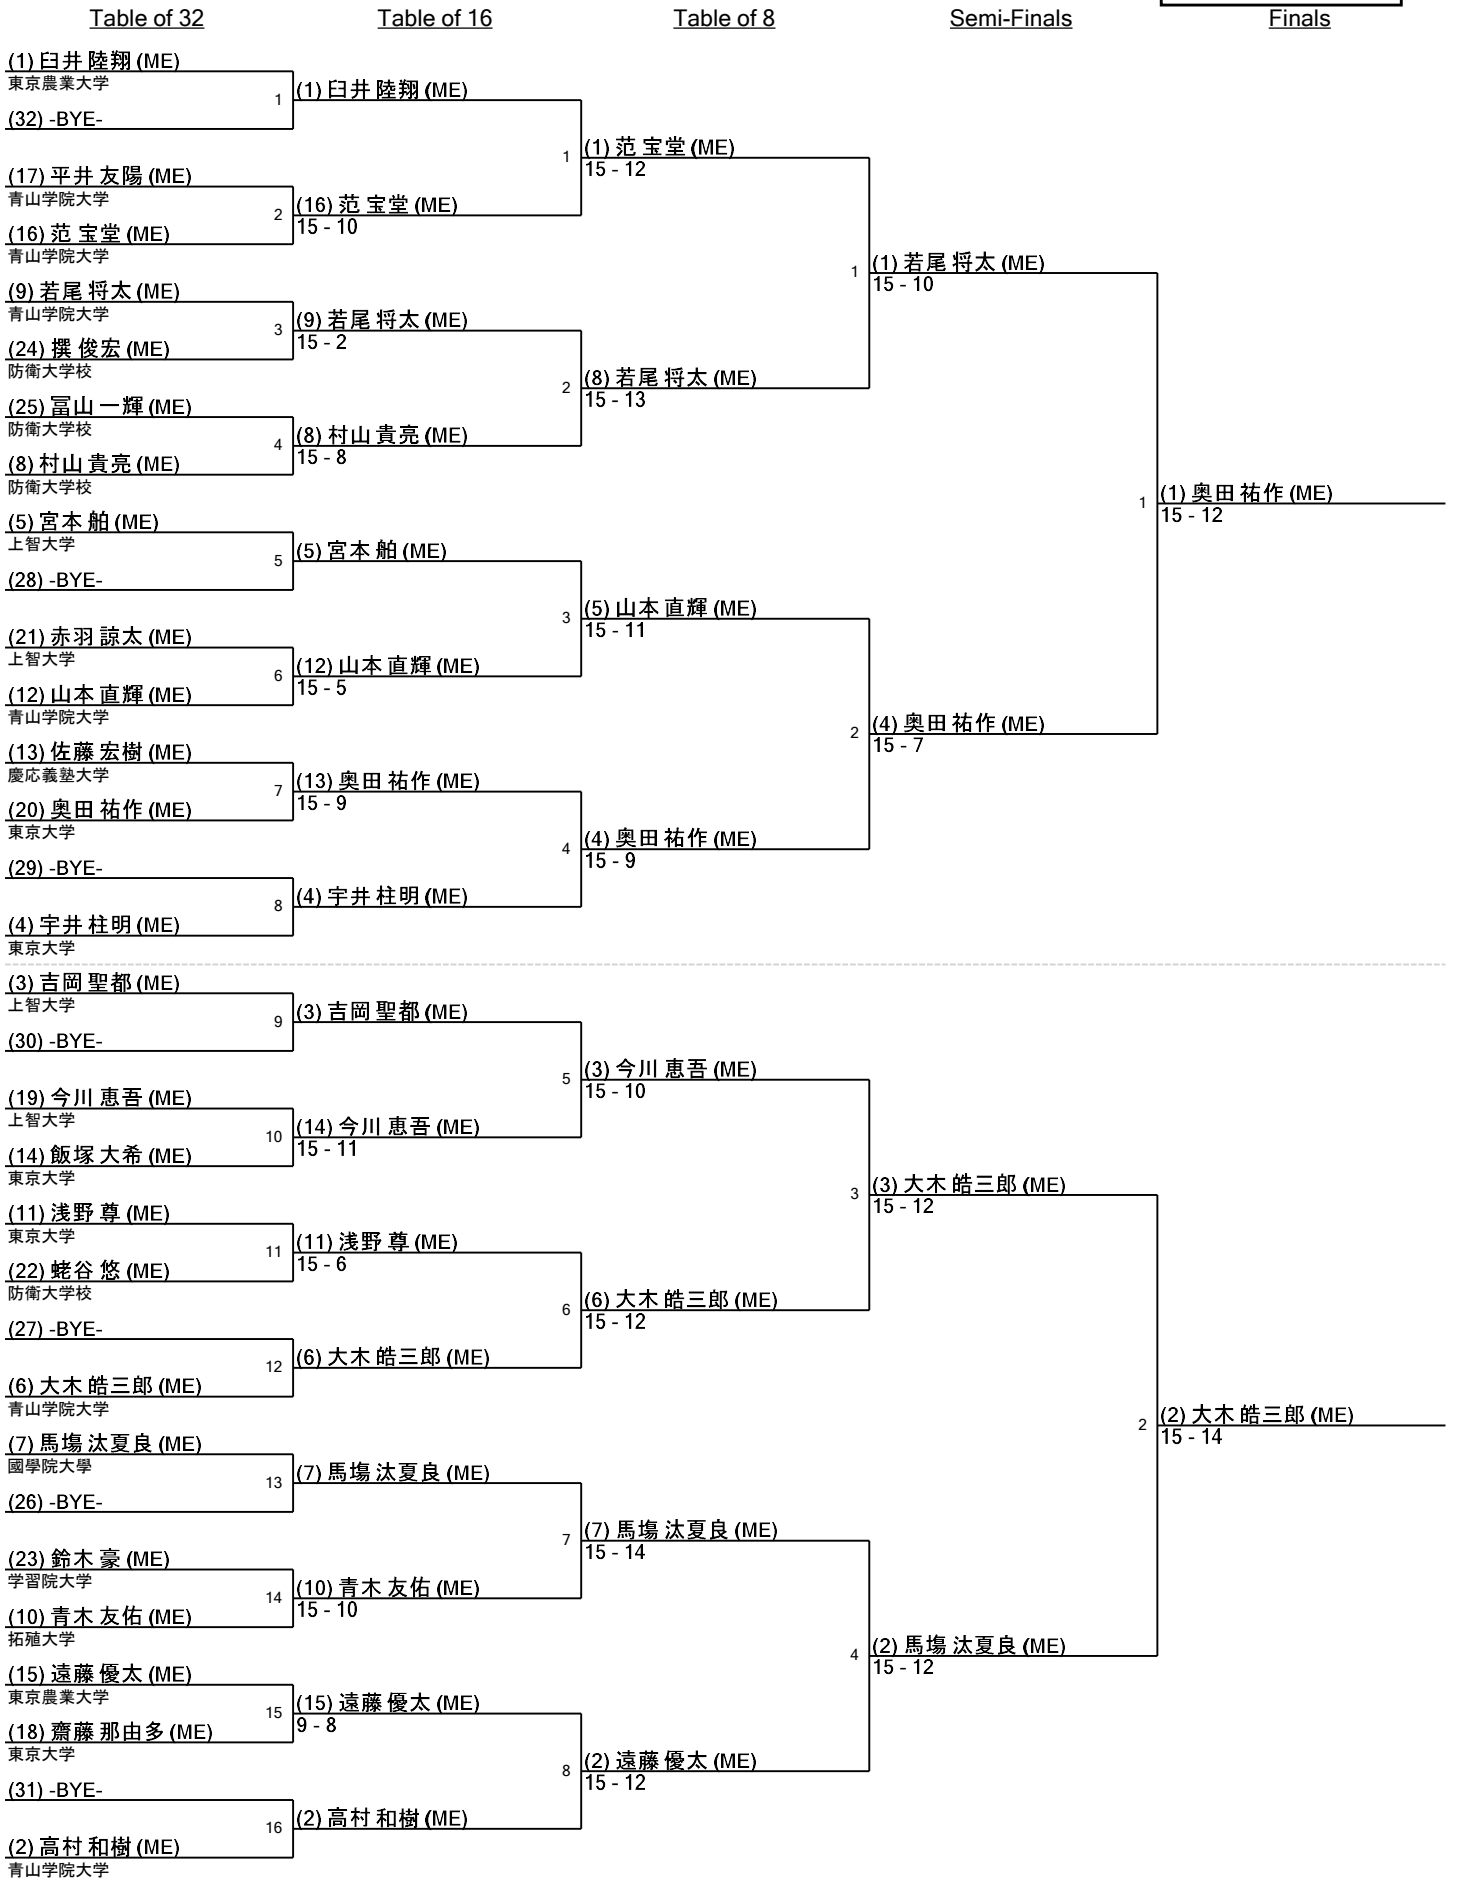 Table of 32
Table of 16
Table of 8
Semi-Finals
Finals
(1) 臼井 陸翔 (ME)
東京農業大学
1
(32) -BYE-
(17) 平井 友陽 (ME)
青山学院大学
2
(16) 范 宝堂 (ME)
青山学院大学
(9) 若尾 将太 (ME)
青山学院大学
3
(24) 撰 俊宏 (ME)
防衛大学校
(25) 冨山 一輝 (ME)
防衛大学校
4
(8) 村山 貴亮 (ME)
防衛大学校
(5) 宮本 舶 (ME)
上智大学
5
(28) -BYE-
(21) 赤羽 諒太 (ME)
上智大学
6
(12) 山本 直輝 (ME)
青山学院大学
(13) 佐藤 宏樹 (ME)
慶応義塾大学
7
(20) 奥田 祐作 (ME)
東京大学
(29) -BYE-
8
(4) 宇井 柱明 (ME)
東京大学
(3) 吉岡 聖都 (ME)
上智大学
9
(30) -BYE-
(19) 今川 恵吾 (ME)
上智大学
10
(14) 飯塚 大希 (ME)
東京大学
(11) 浅野 尊 (ME)
東京大学
11
(22) 蛯谷 悠 (ME)
防衛大学校
(27) -BYE-
12
(6) 大木 皓三郎 (ME)
青山学院大学
(7) 馬塲 汰夏良 (ME)
國學院大學
13
(26) -BYE-
(23) 鈴木 豪 (ME)
学習院大学
14
(10) 青木 友佑 (ME)
拓殖大学
(15) 遠藤 優太 (ME)
東京農業大学
15
(18) 齋藤 那由多 (ME)
東京大学
(31) -BYE-
16
(2) 高村 和樹 (ME)
青山学院大学
(1) 臼井 陸翔 (ME)
1
(16) 范 宝堂 (ME)
15 - 10
(9) 若尾 将太 (ME)
15 - 2
2
(8) 村山 貴亮 (ME)
15 - 8
(5) 宮本 舶 (ME)
3
(12) 山本 直輝 (ME)
15 - 5
(13) 奥田 祐作 (ME)
15 - 9
4
(4) 宇井 柱明 (ME)
(3) 吉岡 聖都 (ME)
5
(14) 今川 恵吾 (ME)
15 - 11
(11) 浅野 尊 (ME)
15 - 6
6
(6) 大木 皓三郎 (ME)
(7) 馬塲 汰夏良 (ME)
7
(10) 青木 友佑 (ME)
15 - 10
(15) 遠藤 優太 (ME)
9 - 8
8
(2) 高村 和樹 (ME)
(1) 范 宝堂 (ME)
15 - 12
1
(8) 若尾 将太 (ME)
15 - 13
(5) 山本 直輝 (ME)
15 - 11
2
(4) 奥田 祐作 (ME)
15 - 9
(3) 今川 恵吾 (ME)
15 - 10
3
(6) 大木 皓三郎 (ME)
15 - 12
(7) 馬塲 汰夏良 (ME)
15 - 14
4
(2) 遠藤 優太 (ME)
15 - 12
(1) 若尾 将太 (ME)
15 - 10
1
(4) 奥田 祐作 (ME)
15 - 7
(3) 大木 皓三郎 (ME)
15 - 12
2
(2) 馬塲 汰夏良 (ME)
15 - 12
(1) 奥田 祐作 (ME)
15 - 12
(2) 大木 皓三郎 (ME)
15 - 14